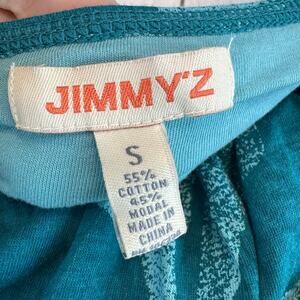 JIMMY'Z
S
55%
COTTON
45%
MODAL
MADE IN
CHINA